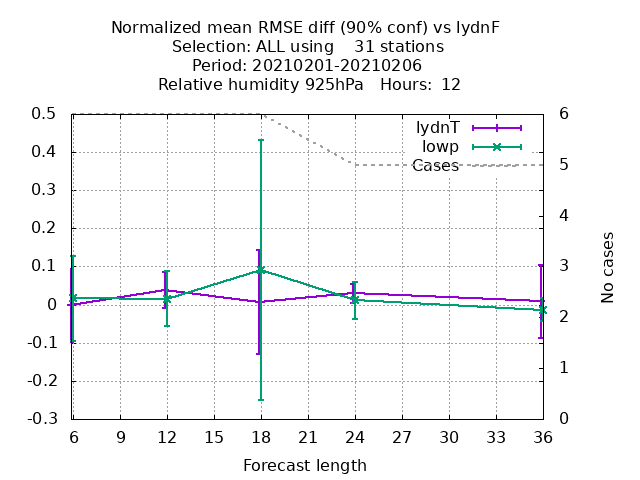 Normalized mean RMSE diff (90% conf) vs lydnF
Selection: ALL using    31 stations
Period: 20210201-20210206
Relative humidity 925hPa   Hours:  12
0.5
0.4
0.3
0.2
0.1
0
-0.1
-0.2
-0.3
lydnT
lowp
Cases
6
5
4
3
2
1
0
No cases
6 9 12 15 18 21 24 27 30 33 36
Forecast length